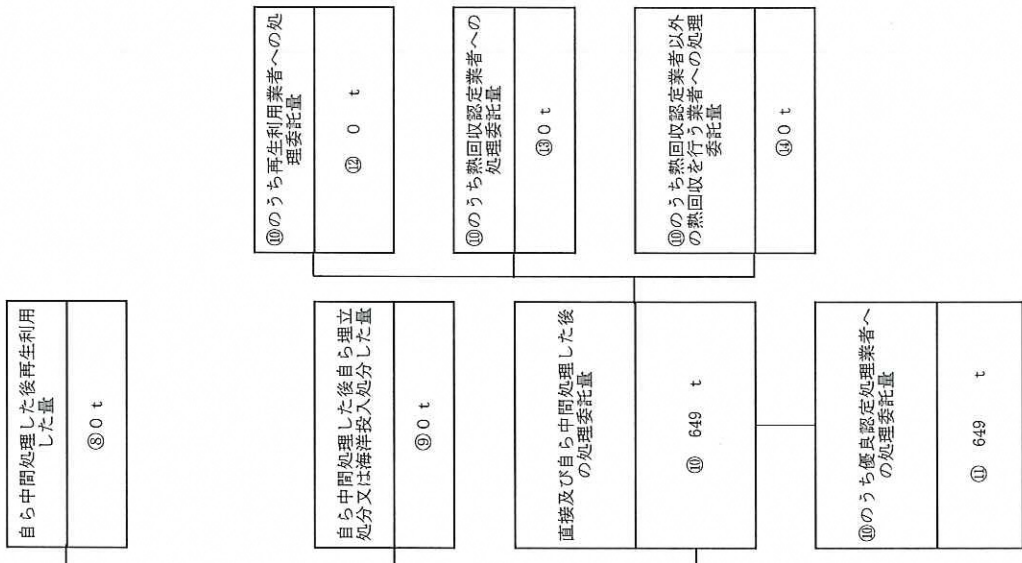 自ら中間処理した後再生利用
した量
⑧0 t
自ら中間処理した後自ら埋立
処分又は海洋投入処分した量
⑨0 t
直接及び自ら中間処理した後
の処理委託量
⑩ 649 t
⑩のうち優良認定処理業者へ
の処理委託量
⑪ 649 t
⑩のうち再生利用業者への処
理委託量
⑫ 0 t
⑩のうち熱回収認定業者への
処理委託量
⑬0 t
⑩のうち熱回収認定業者以外
の熱回収を行う業者への処理
委託量
⑭0 t